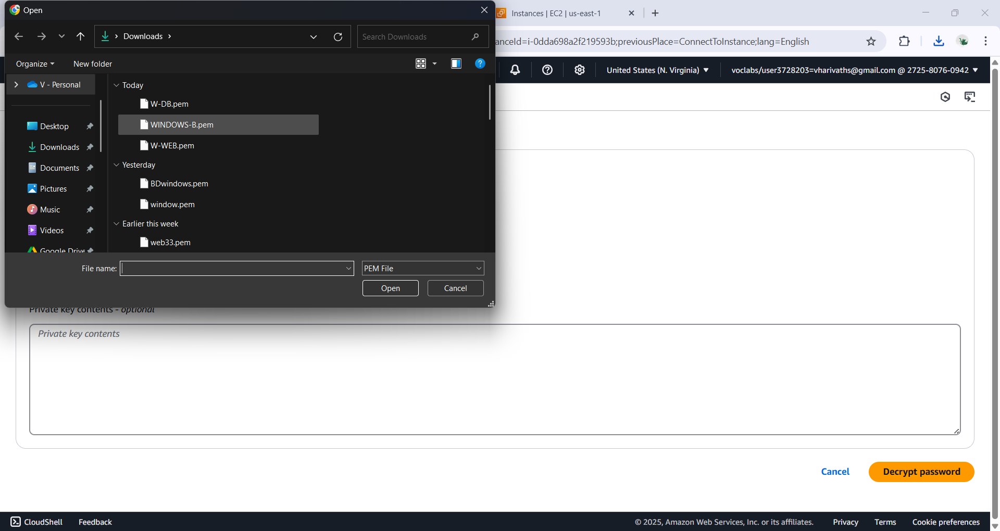 Open
Instances | EC2 | us-east-1
Downloads
Search Downloads
anceId=i-0dda698a2f219593b;previousPlace=ConnectToInstance;lang=English
Organize
New folder
United States (N. Virginia)
voclabs/user3728203=vharivaths@gmail.com @ 2725-8076-0942
V - Personal
Desktop
Downloads
Documents
Pictures
Music
Videos
Google Drive
Today
W-DB.pem
WINDOWS-B.pem
W-WEB.pem
Yesterday
BDwindows.pem
window.pem
Earlier this week
web33.pem
File name:
PEM File
Open
Cancel
Private key contents - optional
Private key contents
Cancel
Decrypt password
CloudShell
Feedback
© 2025, Amazon Web Services, Inc. or its affiliates.
Privacy
Terms
Cookie preferences